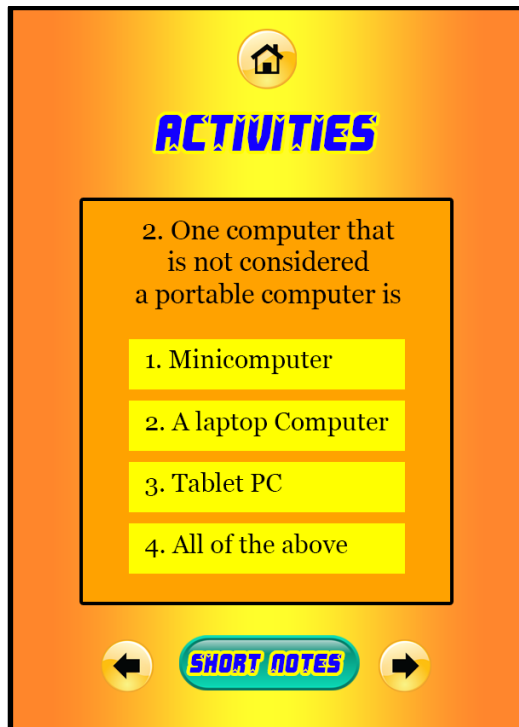 ACTIVITIES
2. One computer that
is not considered
a portable computer is
1. Minicomputer
2. A laptop Computer
3. Tablet PC
4. All of the above
SHORT NOTES